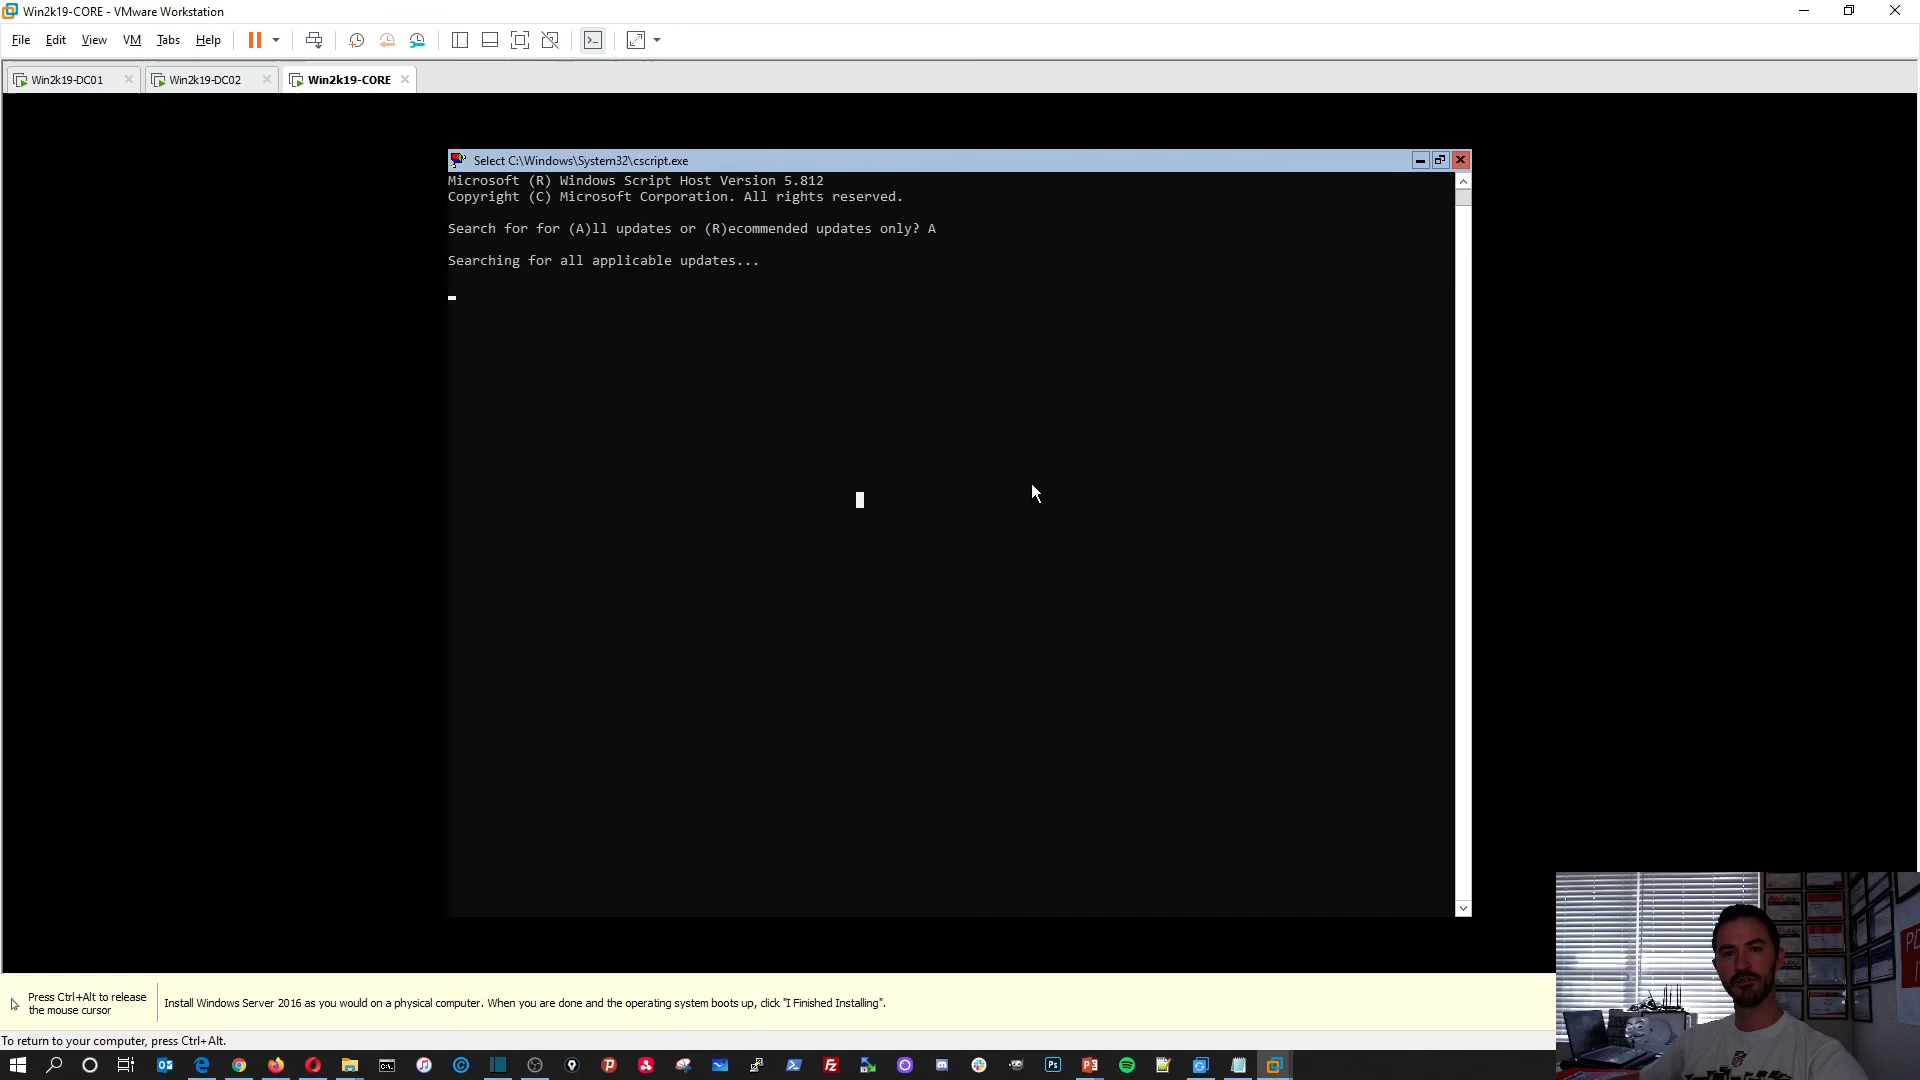 Win2k19-CORE - VMware Workstation
File Edit View VM Tabs Help
Win2k19-DC01
Win2k19-DC02
Win2k19-CORE
Select C:\Windows\System32\cscript.exe
Microsoft (R) Windows Script Host Version 5.812
Copyright (C) Microsoft Corporation. All rights reserved.
Search for for (A)ll updates or (R)ecommended updates only? A
Searching for all applicable updates...
Press Ctrl+Alt to release
the mouse cursor
Install Windows Server 2016 as you would on a physical computer. When you are done and the operating system boots up, click "I Finished Installing".
To return to your computer, press Ctrl+Alt.